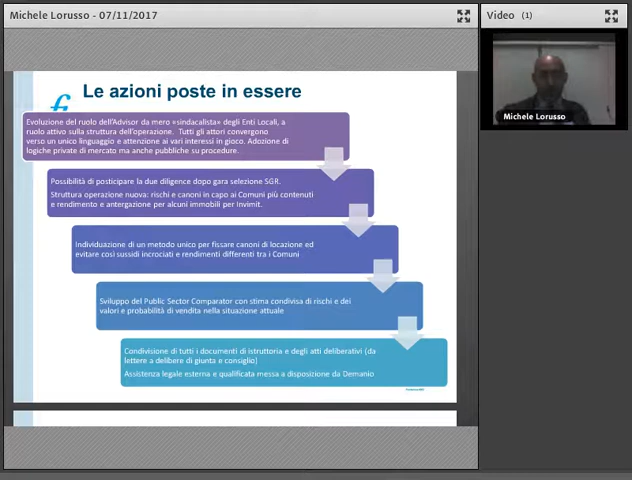 Michele Lorusso - 07/11/2017
Video (1)
Michele Lorusso
Le azioni poste in essere
Evoluzione del ruolo dell'Advisor da mero «sindacalista» degli Enti Locali, a
ruolo attivo sulla struttura dell'operazione. Tutti gli attori convergono
verso un unico linguaggio e attenzione ai vari interessi in gioco. Adozione di
logiche private di mercato ma anche pubbliche su procedure.
Possibilità di posticipare la due diligence dopo gara selezione SGR.
Struttura operazione nuova: rischi e canoni in capo ai Comuni più contenuti
e rendimento e antergazione per alcuni immobili per Invimit.
Individuazione di un metodo unico per fissare canoni di locazione ed
evitare così sussidi incrociati e rendimenti differenti tra i Comuni
Sviluppo del Public Sector Comparator con stima condivisa di rischi e dei
valori e probabilità di vendita nella situazione attuale
Condivisione di tutti i documenti di istruttoria e degli atti deliberativi (da
lettere a delibere di giunta e consiglio)
Assistenza legale esterna e qualificata messa a disposizione da Demanio